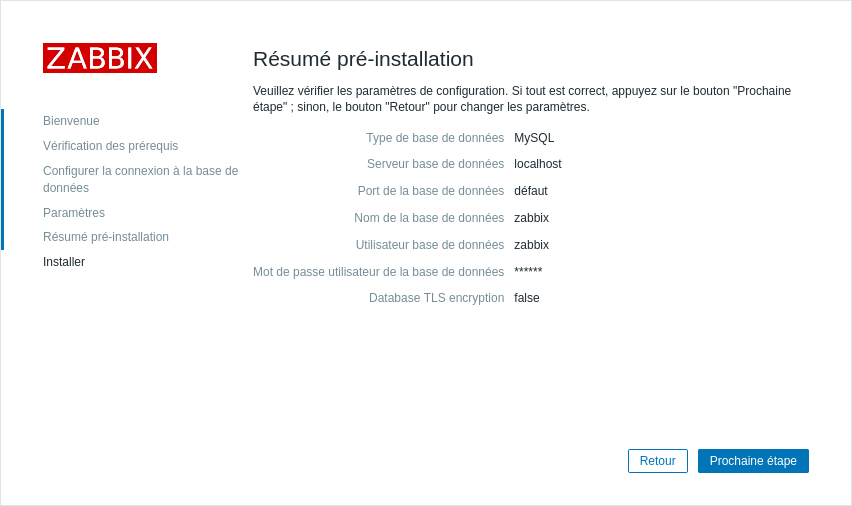 ZABBIX
Bienvenue
Vérification des prérequis
Configurer la connexion à la base de
données
Paramètres
Résumé pré-installation
Installer
Résumé pré-installation
Veuillez vérifier les paramètres de configuration. Si tout est correct, appuyez sur le bouton "Prochaine
étape" ; sinon, le bouton "Retour" pour changer les paramètres.
Type de base de données MySQL
Serveur base de données localhost
Port de la base de données défaut
Nom de la base de données zabbix
Utilisateur base de données zabbix
Mot de passe utilisateur de la base de données ******
Database TLS encryption false
Retour Prochaine étape